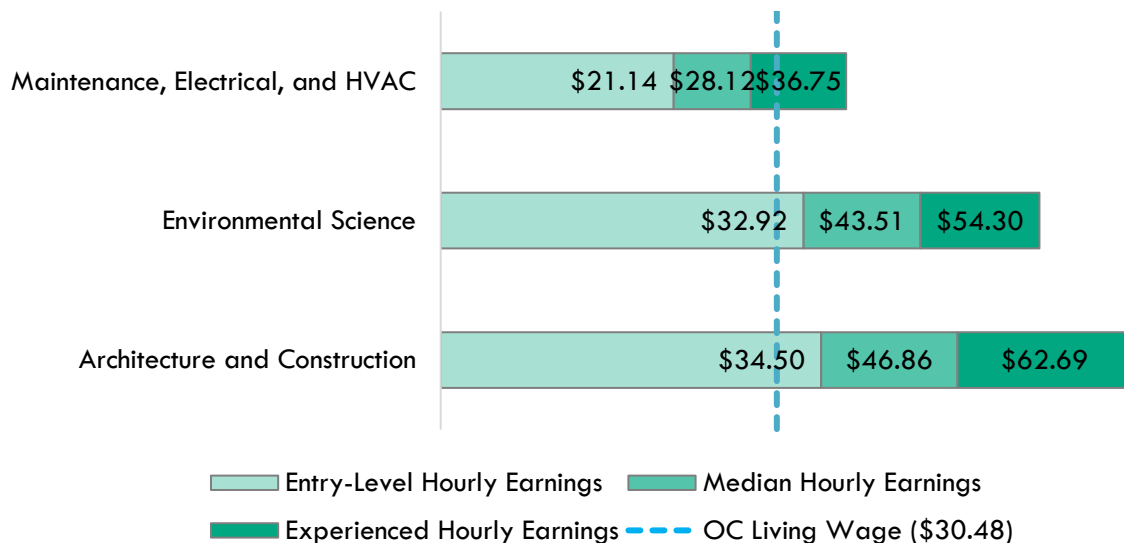 Maintenance, Electrical, and HVAC $21.14 $28.12 $36.75
Environmental Science $32.92 $43.51 $54.30
Architecture and Construction $34.50 $46.86 $62.69
Entry-Level Hourly Earnings Median Hourly Earnings
Experienced Hourly Earnings OC Living Wage ($30.48)